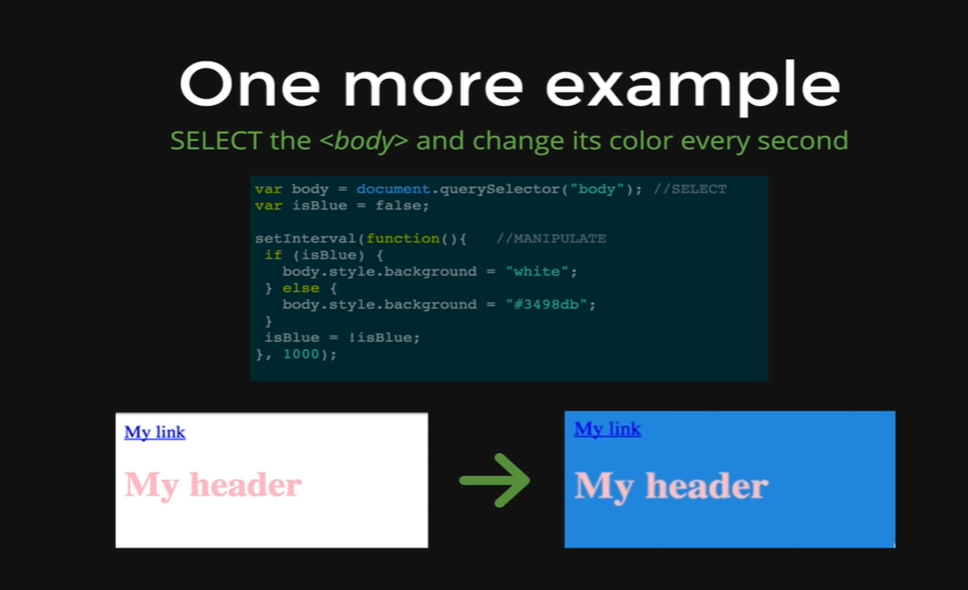 One more example
SELECT the <body> and change its color every second
var body = document.querySelector("body"); //SELECT
var isBlue = false;
setInterval(function(){   //MANIPULATE
 if (isBlue) {
   body.style.background = "white";
 } else {
   body.style.background = "#3498db";
 }
 isBlue = !isBlue;
}, 1000);
My link
My header
My link
My header